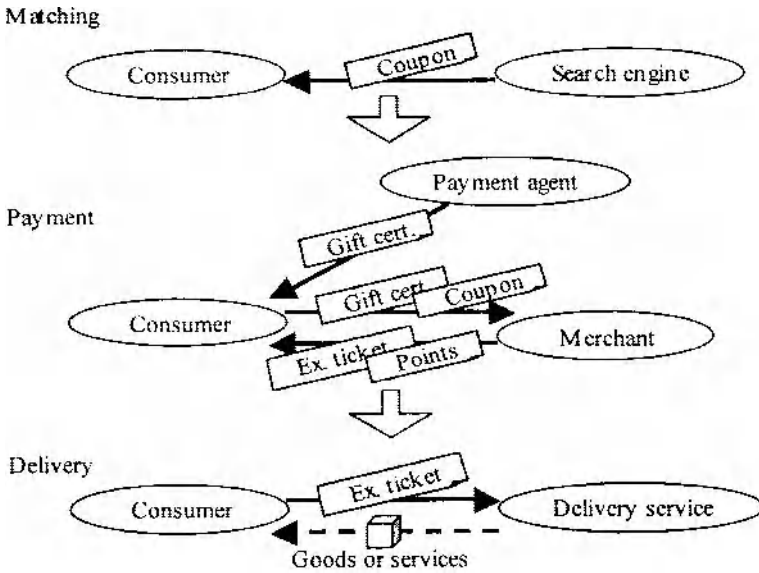 Matching
Consumer
Coupon
Search engine
Payment agent
Payment
Gift cert.
Gift cert
Coupon
Consumer
Merchant
Ex. ticket
Points
Delivery
Ex. ticket
Consumer
Delivery service
Goods or services